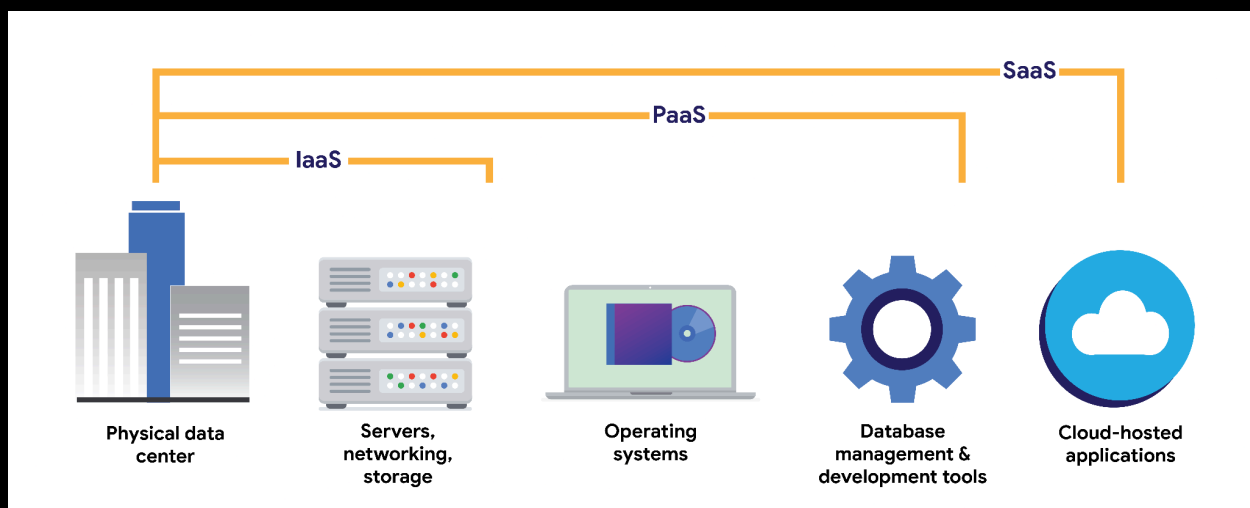 SaaS
PaaS
IaaS
Physical data
center
Servers,
networking,
storage
Operating
systems
Database
management &
development tools
Cloud-hosted
applications